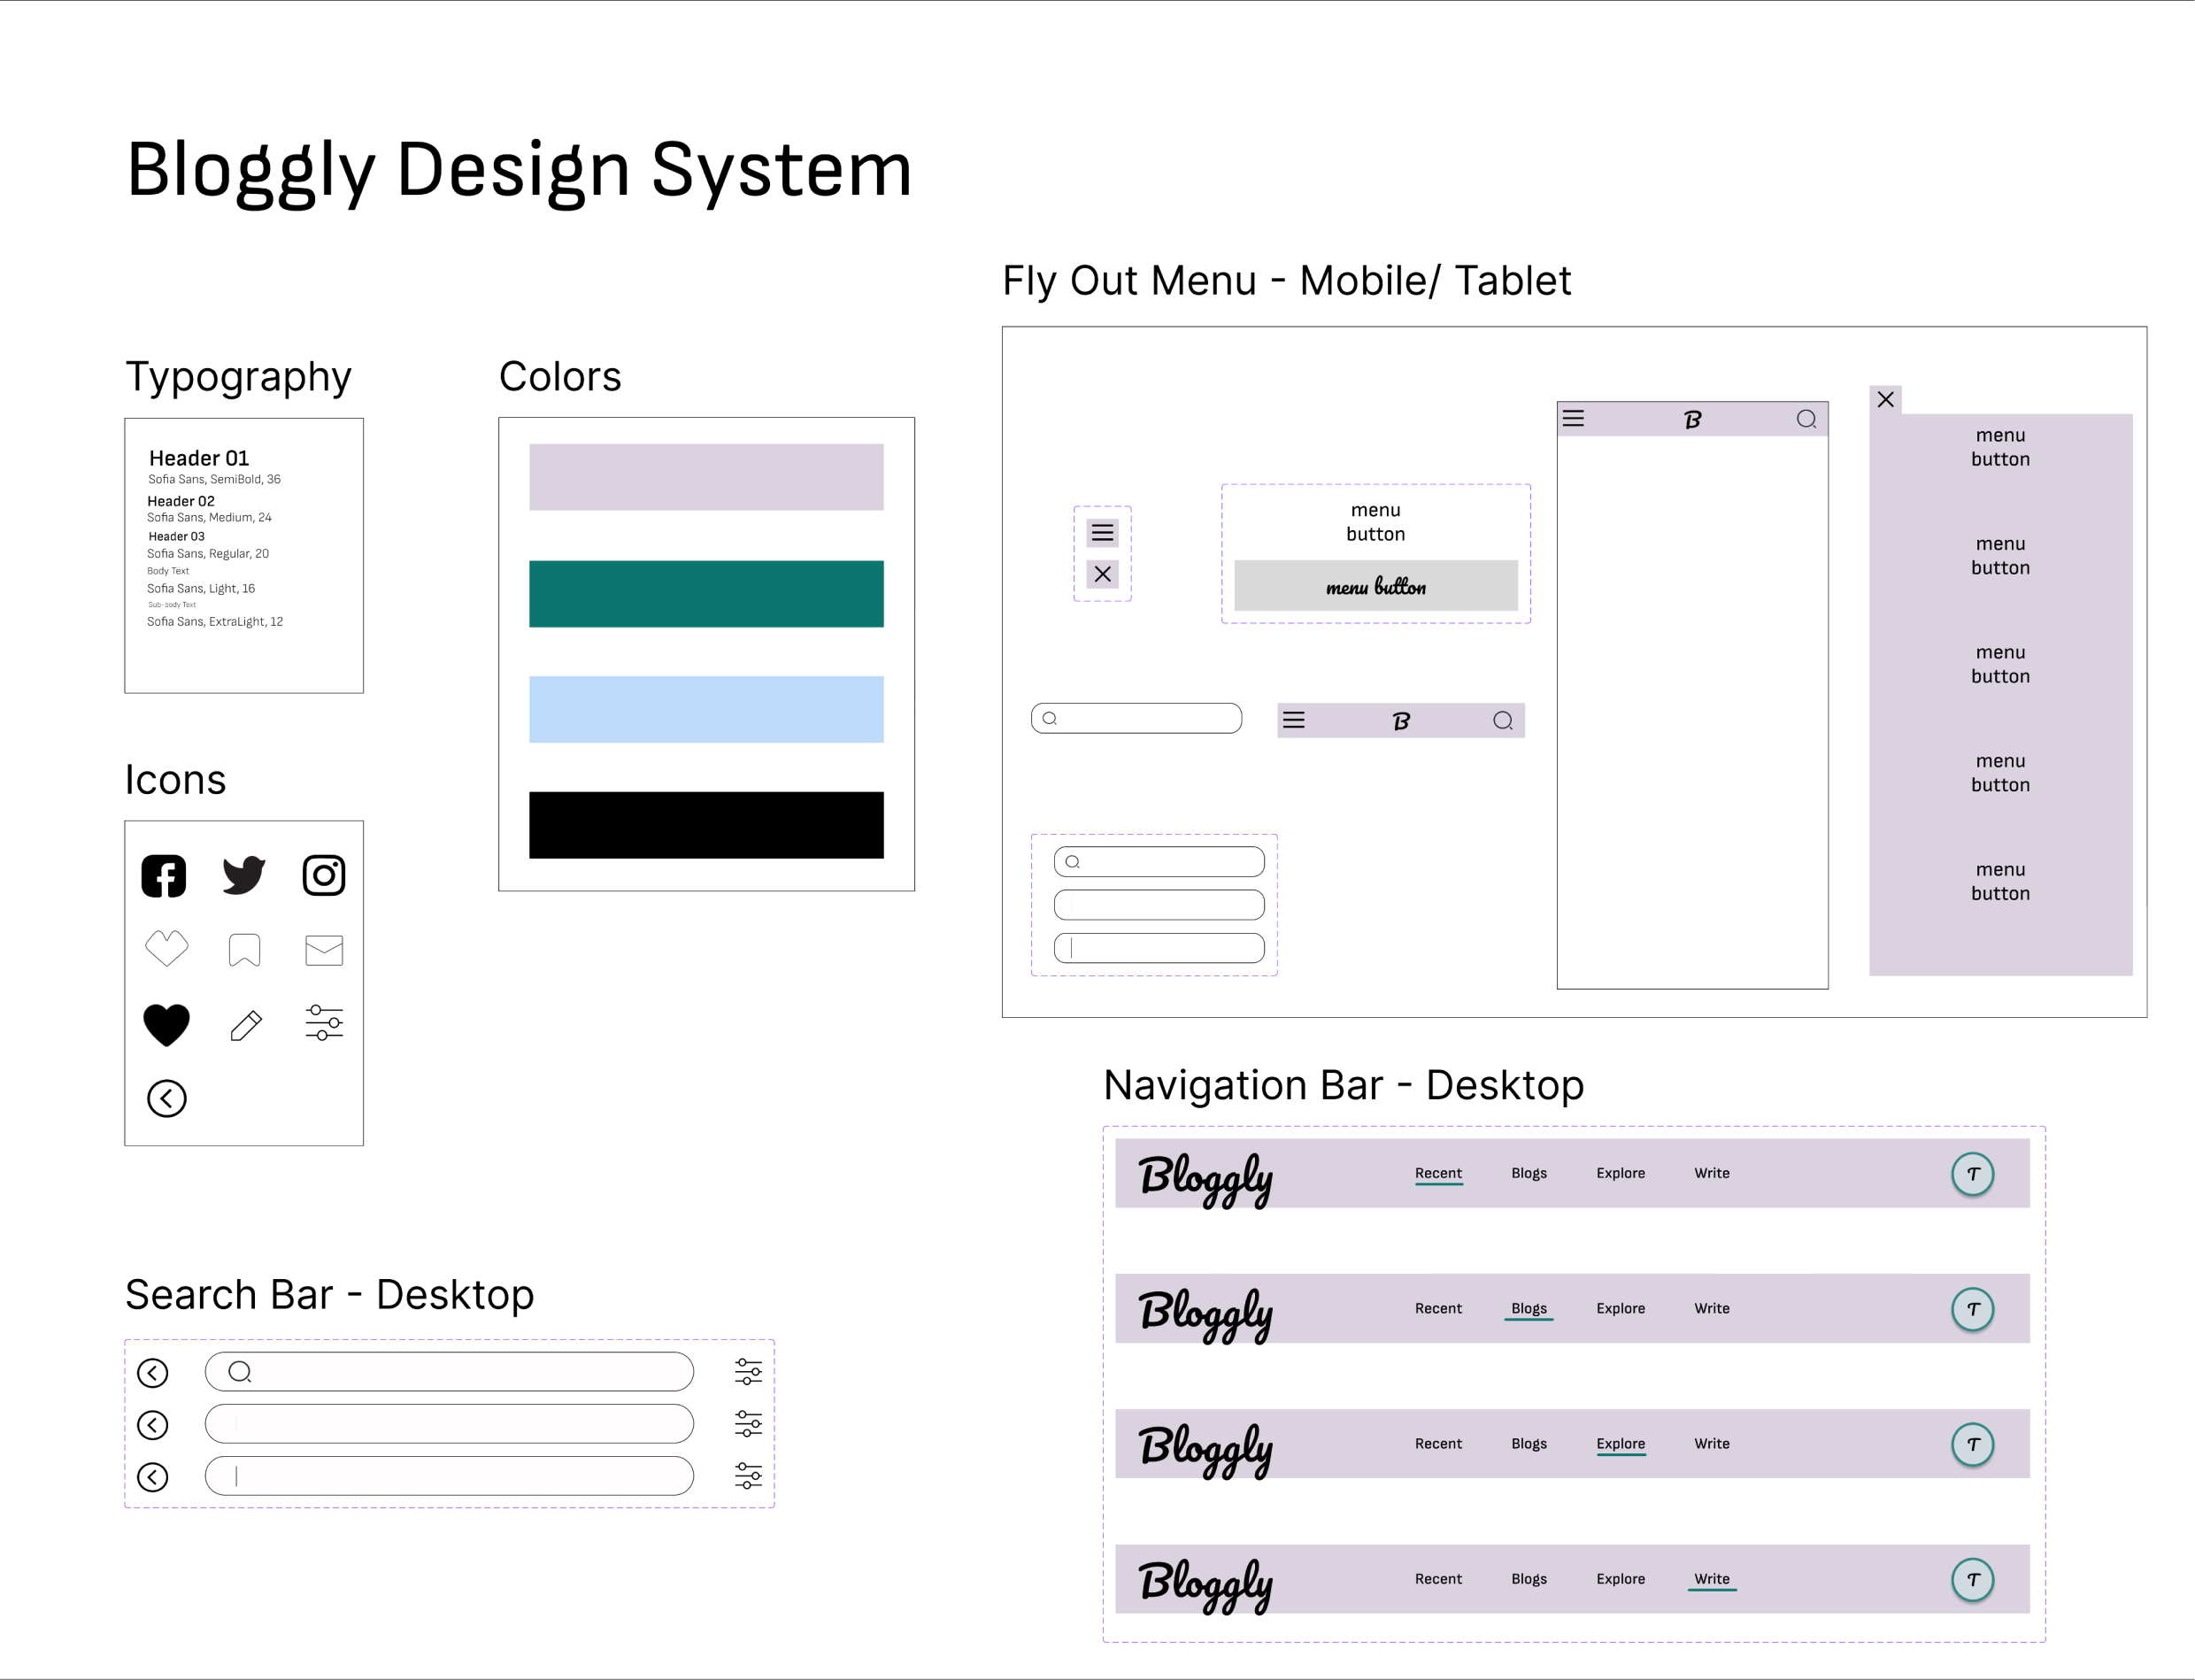 Bloggly Design System
Typography
Header 01
Sofia Sans, SemiBold, 36
Header 02
Sofia Sans, Medium, 24
Header 03
Sofia Sans, Regular, 20
Body Text
Sofia Sans, Light, 16
Sub-body Text
Sofia Sans, ExtraLight, 12
Colors
Icons
Search Bar - Desktop
Fly Out Menu - Mobile/ Tablet
menu
button
menu button
B
B
menu
button
menu
button
menu
button
menu
button
menu
button
Navigation Bar - Desktop
Bloggly Recent Blogs Explore Write T
Bloggly Recent Blogs Explore Write T
Bloggly Recent Blogs Explore Write T
Bloggly Recent Blogs Explore Write T